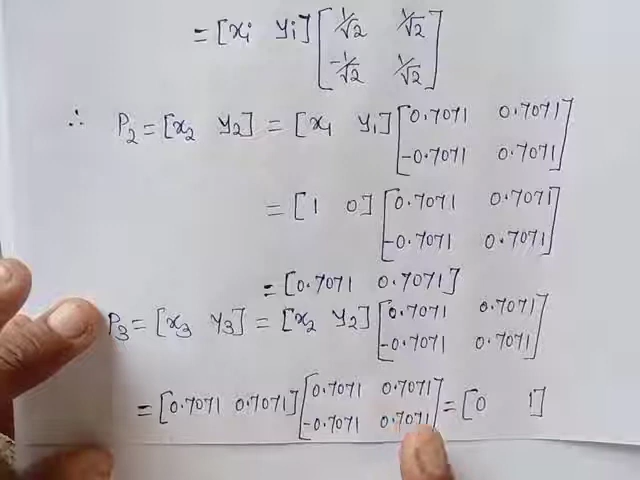 = [xi yi] [1/√2 1/√2
-1/√2 1/√2]
∴ P2 = [x2 y2] = [x1 y1] [0.7071 0.7071
-0.7071 0.7071]
= [1 0] [0.7071 0.7071
-0.7071 0.7071]
= [0.7071 0.7071]
P3 = [x3 y3] = [x2 y2] [0.7071 0.7071
-0.7071 0.7071]
= [0.7071 0.7071] [0.7071 0.7071
-0.7071 0.7071] = [0 1]